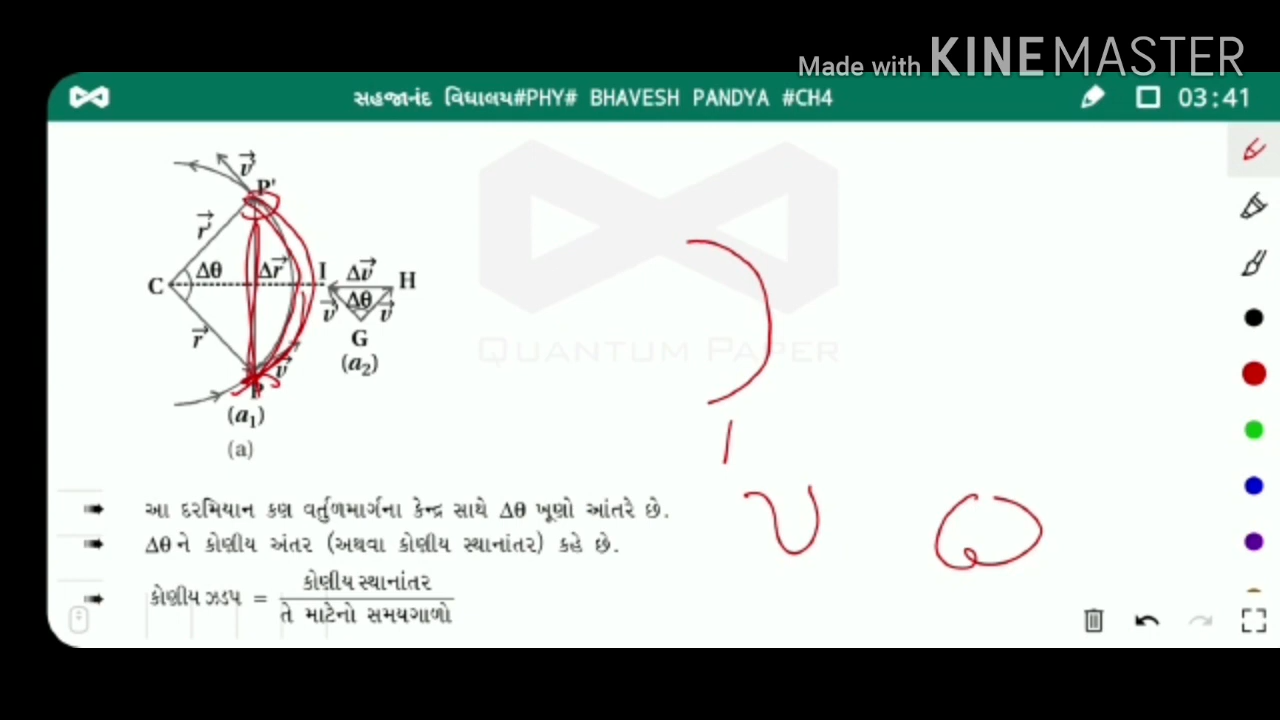 Made with KINEMASTER
સહજાનંદ વિદ્યાલય#PHY# BHAVESH PANDYA #CH4
03:41
v⃗'
P'
r⃗'
C Δθ Δr⃗ I Δv⃗ H
v⃗' Δθ v⃗
r⃗
G
v⃗
P
(a₂)
(a₁)
(a)
QUANTUM PAPER
આ દરમિયાન કણ વર્તુળમાર્ગના કેન્દ્ર સાથે Δθ ખૂણો આંતરે છે.
Δθ ને કોણીય અંતર (અથવા કોણીય સ્થાનાંતર) કહે છે.
કોણીય ઝડપ = કોણીય સ્થાનાંતર
તે માટેનો સમયગાળો